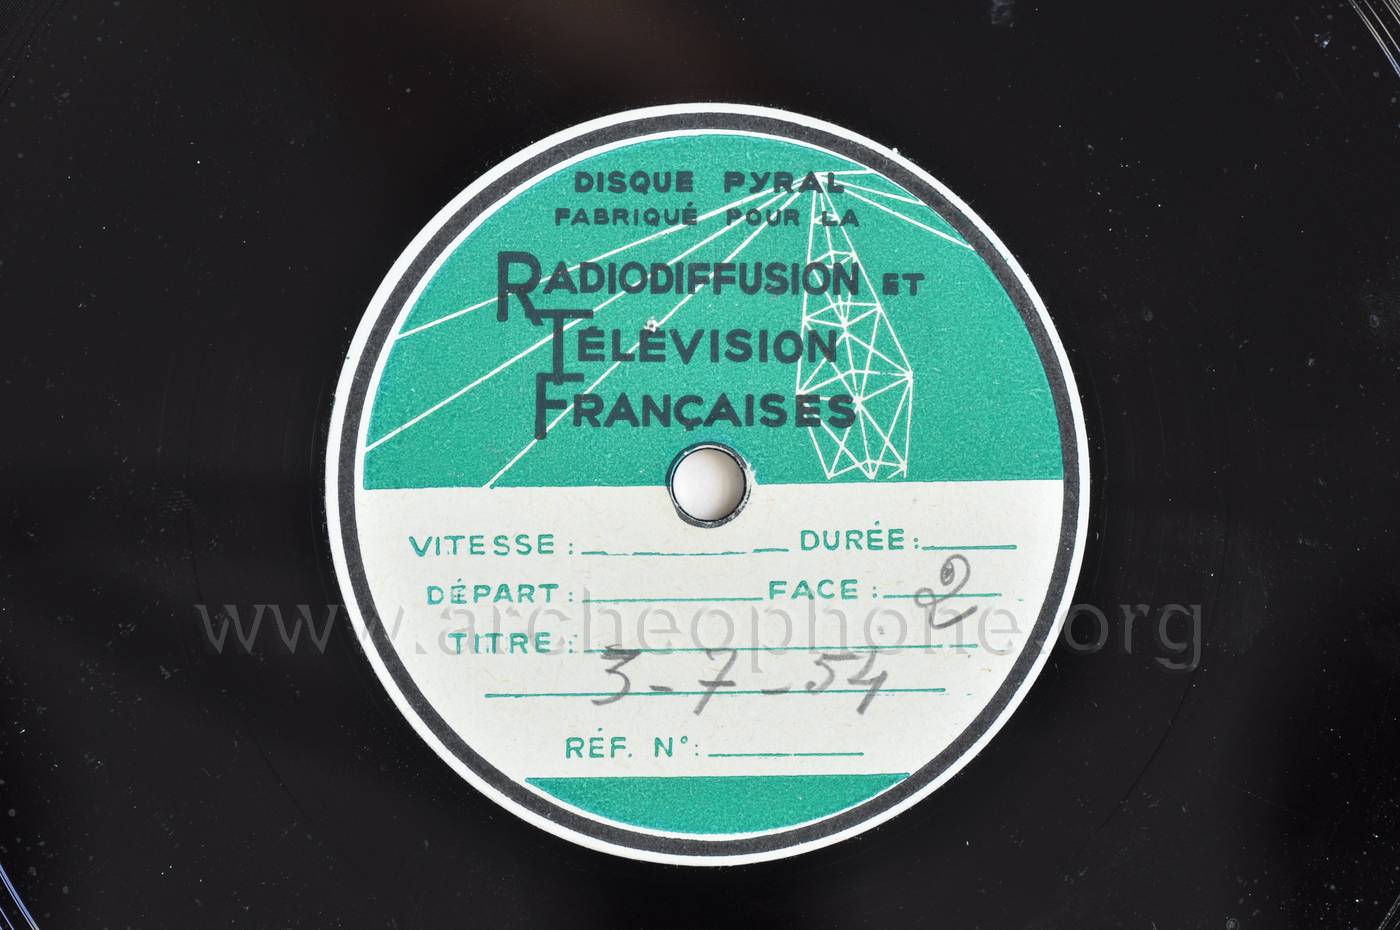 DISQUE PYRAL
FABRIQUÉ POUR LA
RADIODIFFUSION ET
TÉLÉVISION
FRANÇAISES
VITESSE : DURÉE :
DÉPART : FACE : 2
TITRE :
3-7-54
RÉF. N° :
www.archeophone.org